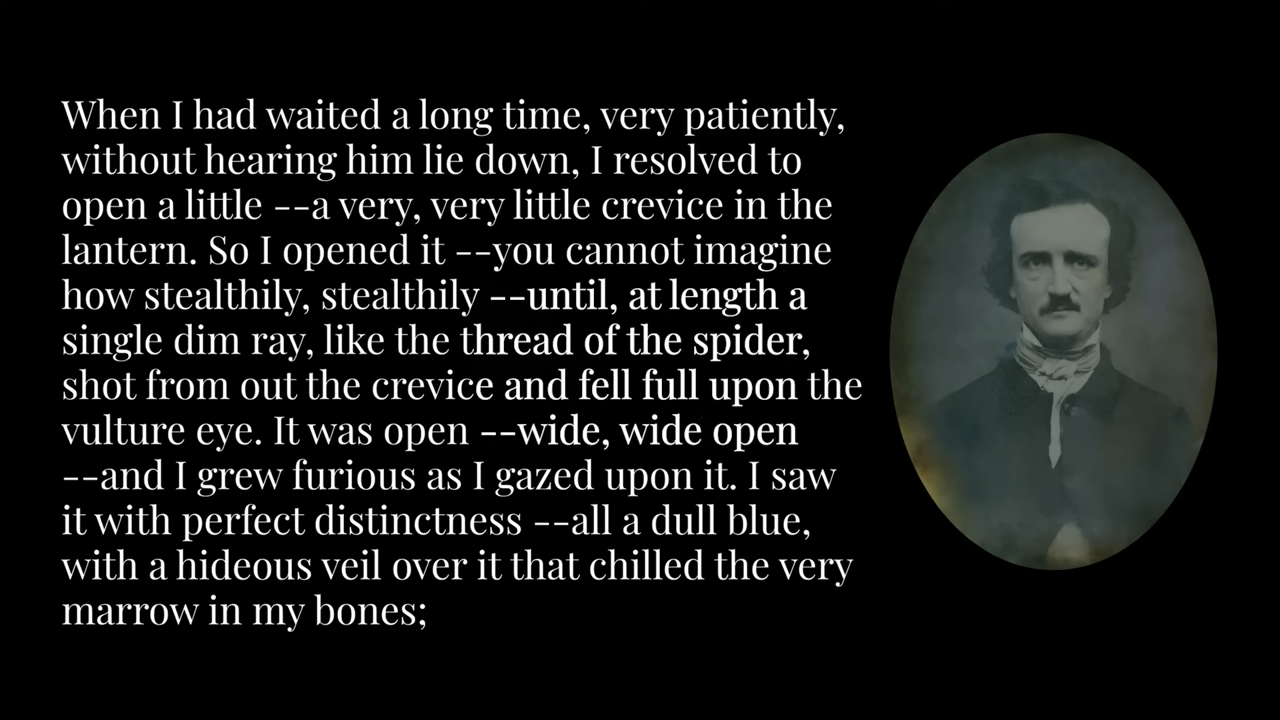 When I had waited a long time, very patiently,
without hearing him lie down, I resolved to
open a little --a very, very little crevice in the
lantern. So I opened it --you cannot imagine
how stealthily, stealthily --until, at length a
single dim ray, like the thread of the spider,
shot from out the crevice and fell full upon the
vulture eye. It was open --wide, wide open
--and I grew furious as I gazed upon it. I saw
it with perfect distinctness --all a dull blue,
with a hideous veil over it that chilled the very
marrow in my bones;